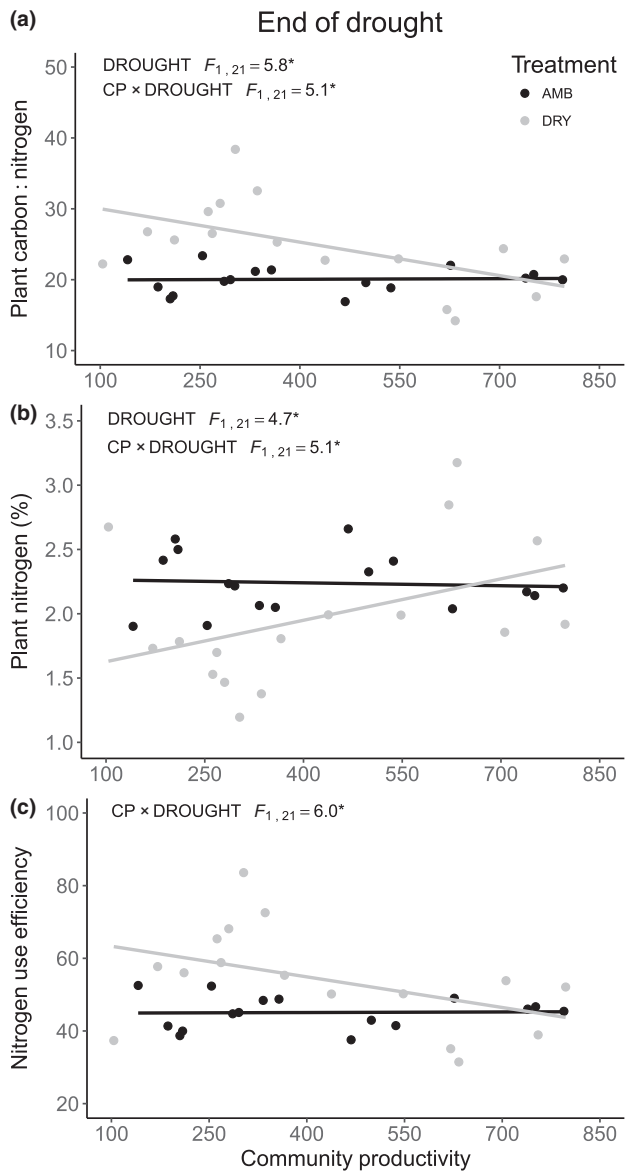 (a) End of drought
DROUGHT F1, 21 = 5.8*
CP × DROUGHT F1, 21 = 5.1*
Treatment
AMB
DRY
Plant carbon : nitrogen
50
40
30
20
10
100 250 400 550 700 850
(b)
DROUGHT F1, 21 = 4.7*
CP × DROUGHT F1, 21 = 5.1*
Plant nitrogen (%)
3.5
3.0
2.5
2.0
1.5
1.0
100 250 400 550 700 850
(c)
CP × DROUGHT F1, 21 = 6.0*
Nitrogen use efficiency
100
80
60
40
20
100 250 400 550 700 850
Community productivity